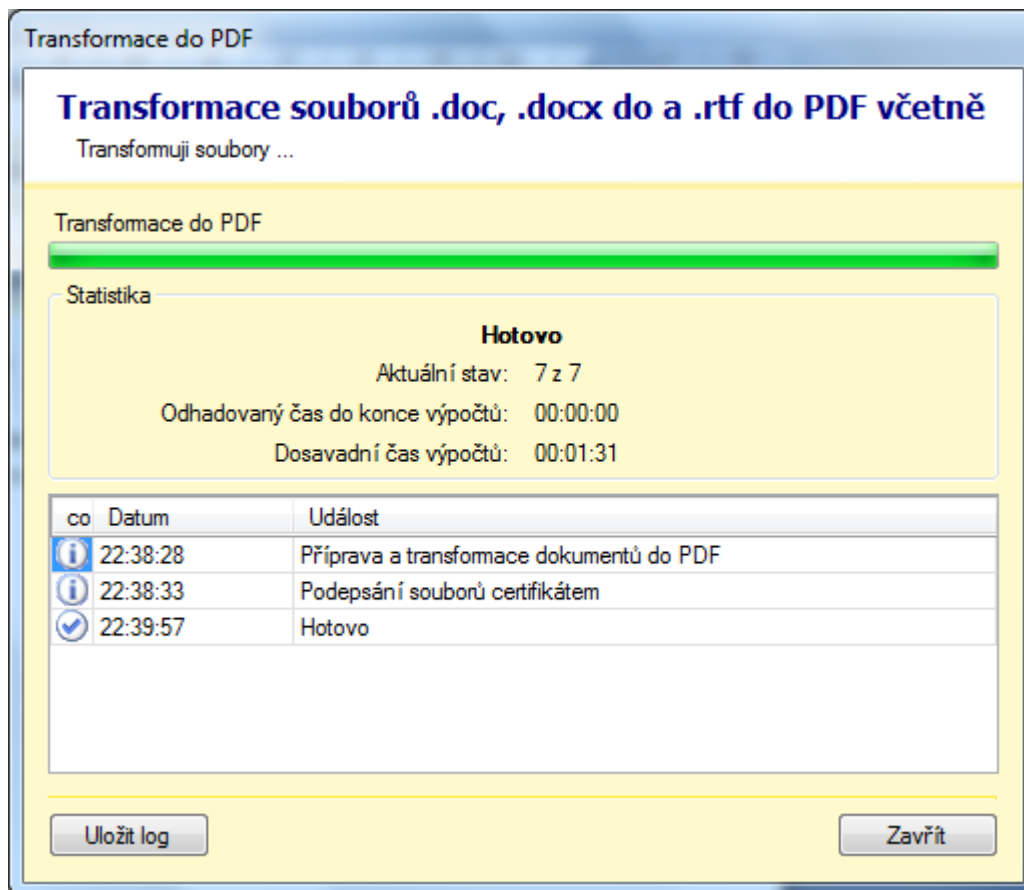 Transformace do PDF
Transformace souborů .doc, .docx do a .rtf do PDF včetně
Transformuji soubory ...
Transformace do PDF
Statistika
Hotovo
Aktuální stav: 7 z 7
Odhadovaný čas do konce výpočtů: 00:00:00
Dosavadní čas výpočtů: 00:01:31
co Datum Událost
22:38:28 Příprava a transformace dokumentů do PDF
22:38:33 Podepsání souborů certifikátem
22:39:57 Hotovo
Uložit log Zavřít